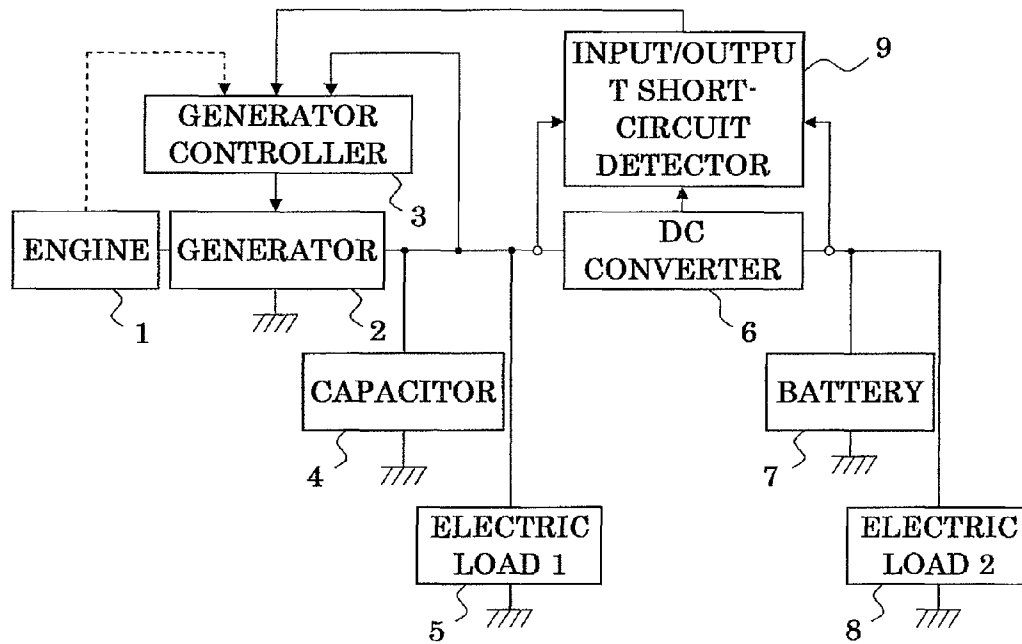 INPUT/OUTPU
T SHORT-
CIRCUIT
DETECTOR
9
GENERATOR
CONTROLLER
3
ENGINE
1
GENERATOR
2
DC
CONVERTER
6
CAPACITOR
4
BATTERY
7
ELECTRIC
LOAD 1
5
ELECTRIC
LOAD 2
8